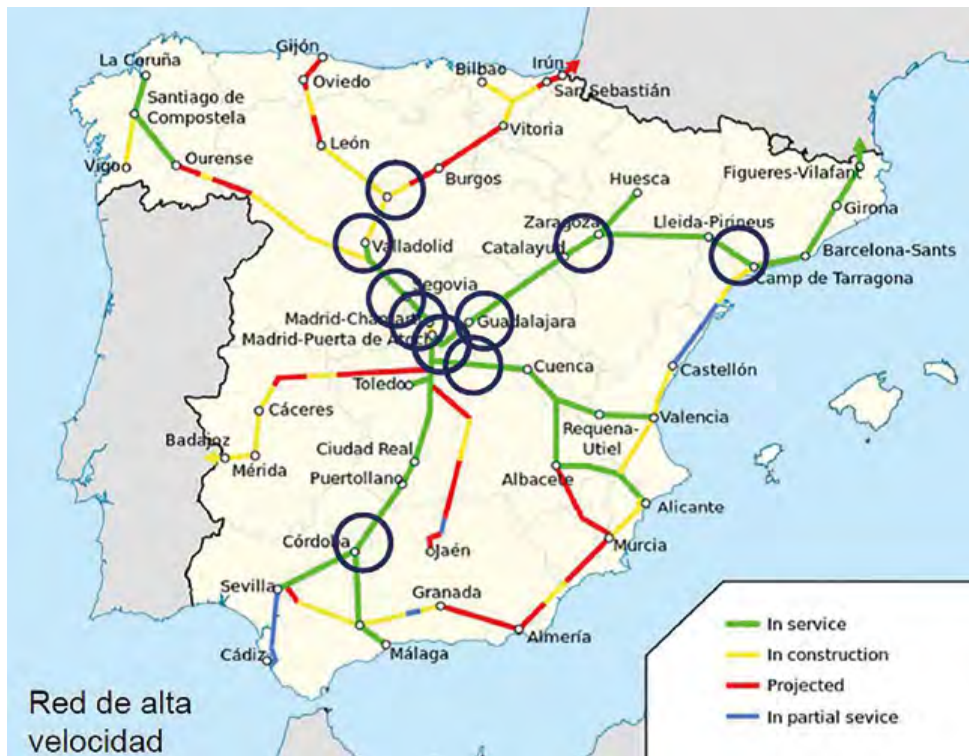 Gijón
La Coruña
Oviedo
Bilbao
Irún
San Sebastián
Santiago de
Compostela
León
Vitoria
Vigo
Ourense
Burgos
Huesca
Figueres-Vilafant
Girona
Zaragoza
Lleida-Pirineus
Valladolid
Catalayud
Barcelona-Sants
Camp de Tarragona
Segovia
Madrid-Chamartín
Guadalajara
Madrid-Puerta de Atocha
Cuenca
Castellón
Toledo
Cáceres
Valencia
Requena-
Utiel
Badajoz
Mérida
Ciudad Real
Puertollano
Albacete
Alicante
Córdoba
Jaén
Murcia
Sevilla
Granada
Almería
Cádiz
Málaga
In service
In construction
Projected
In partial sevice
Red de alta
velocidad